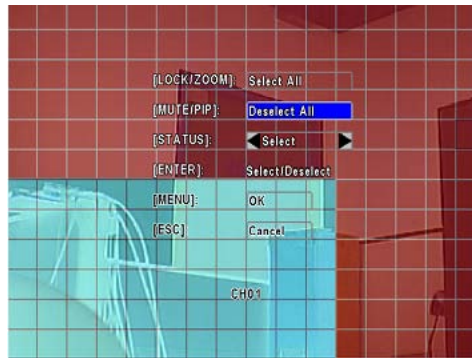 [LOCK/ZOOM]: Select All
[MUTE/PIP]: Deselect All
[STATUS]: Select
[ENTER]: Select/Deselect
[MENU]: OK
[ESC] Cancel
CH01